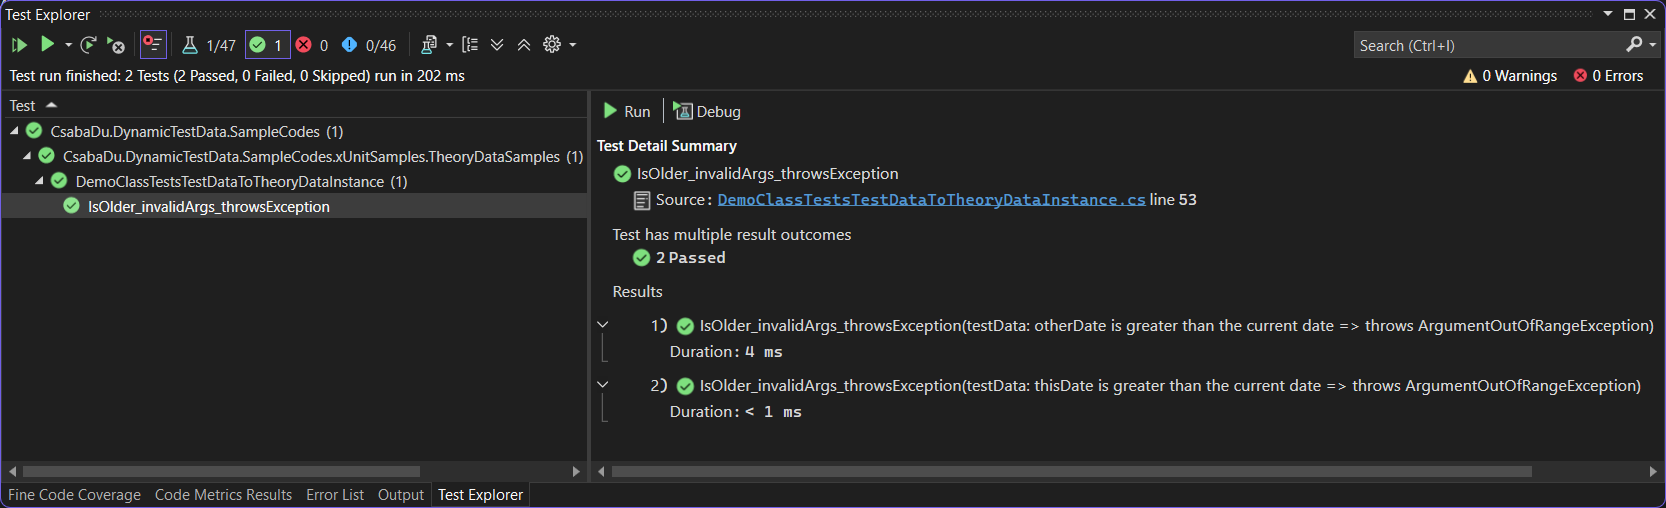 Test Explorer
1/47 1 0 0/46 Search (Ctrl+I)
Test run finished: 2 Tests (2 Passed, 0 Failed, 0 Skipped) run in 202 ms 0 Warnings 0 Errors
Test
CsabaDu.DynamicTestData.SampleCodes (1)
CsabaDu.DynamicTestData.SampleCodes.xUnitSamples.TheoryDataSamples (1)
DemoClassTestsTestDataToTheoryDataInstance (1)
IsOlder_invalidArgs_throwsException
Run Debug
Test Detail Summary
IsOlder_invalidArgs_throwsException
Source: DemoClassTestsTestDataToTheoryDataInstance.cs line 53
Test has multiple result outcomes
2 Passed
Results
1) IsOlder_invalidArgs_throwsException(testData: otherDate is greater than the current date => throws ArgumentOutOfRangeException)
Duration: 4 ms
2) IsOlder_invalidArgs_throwsException(testData: thisDate is greater than the current date => throws ArgumentOutOfRangeException)
Duration: < 1 ms
Fine Code Coverage Code Metrics Results Error List Output Test Explorer